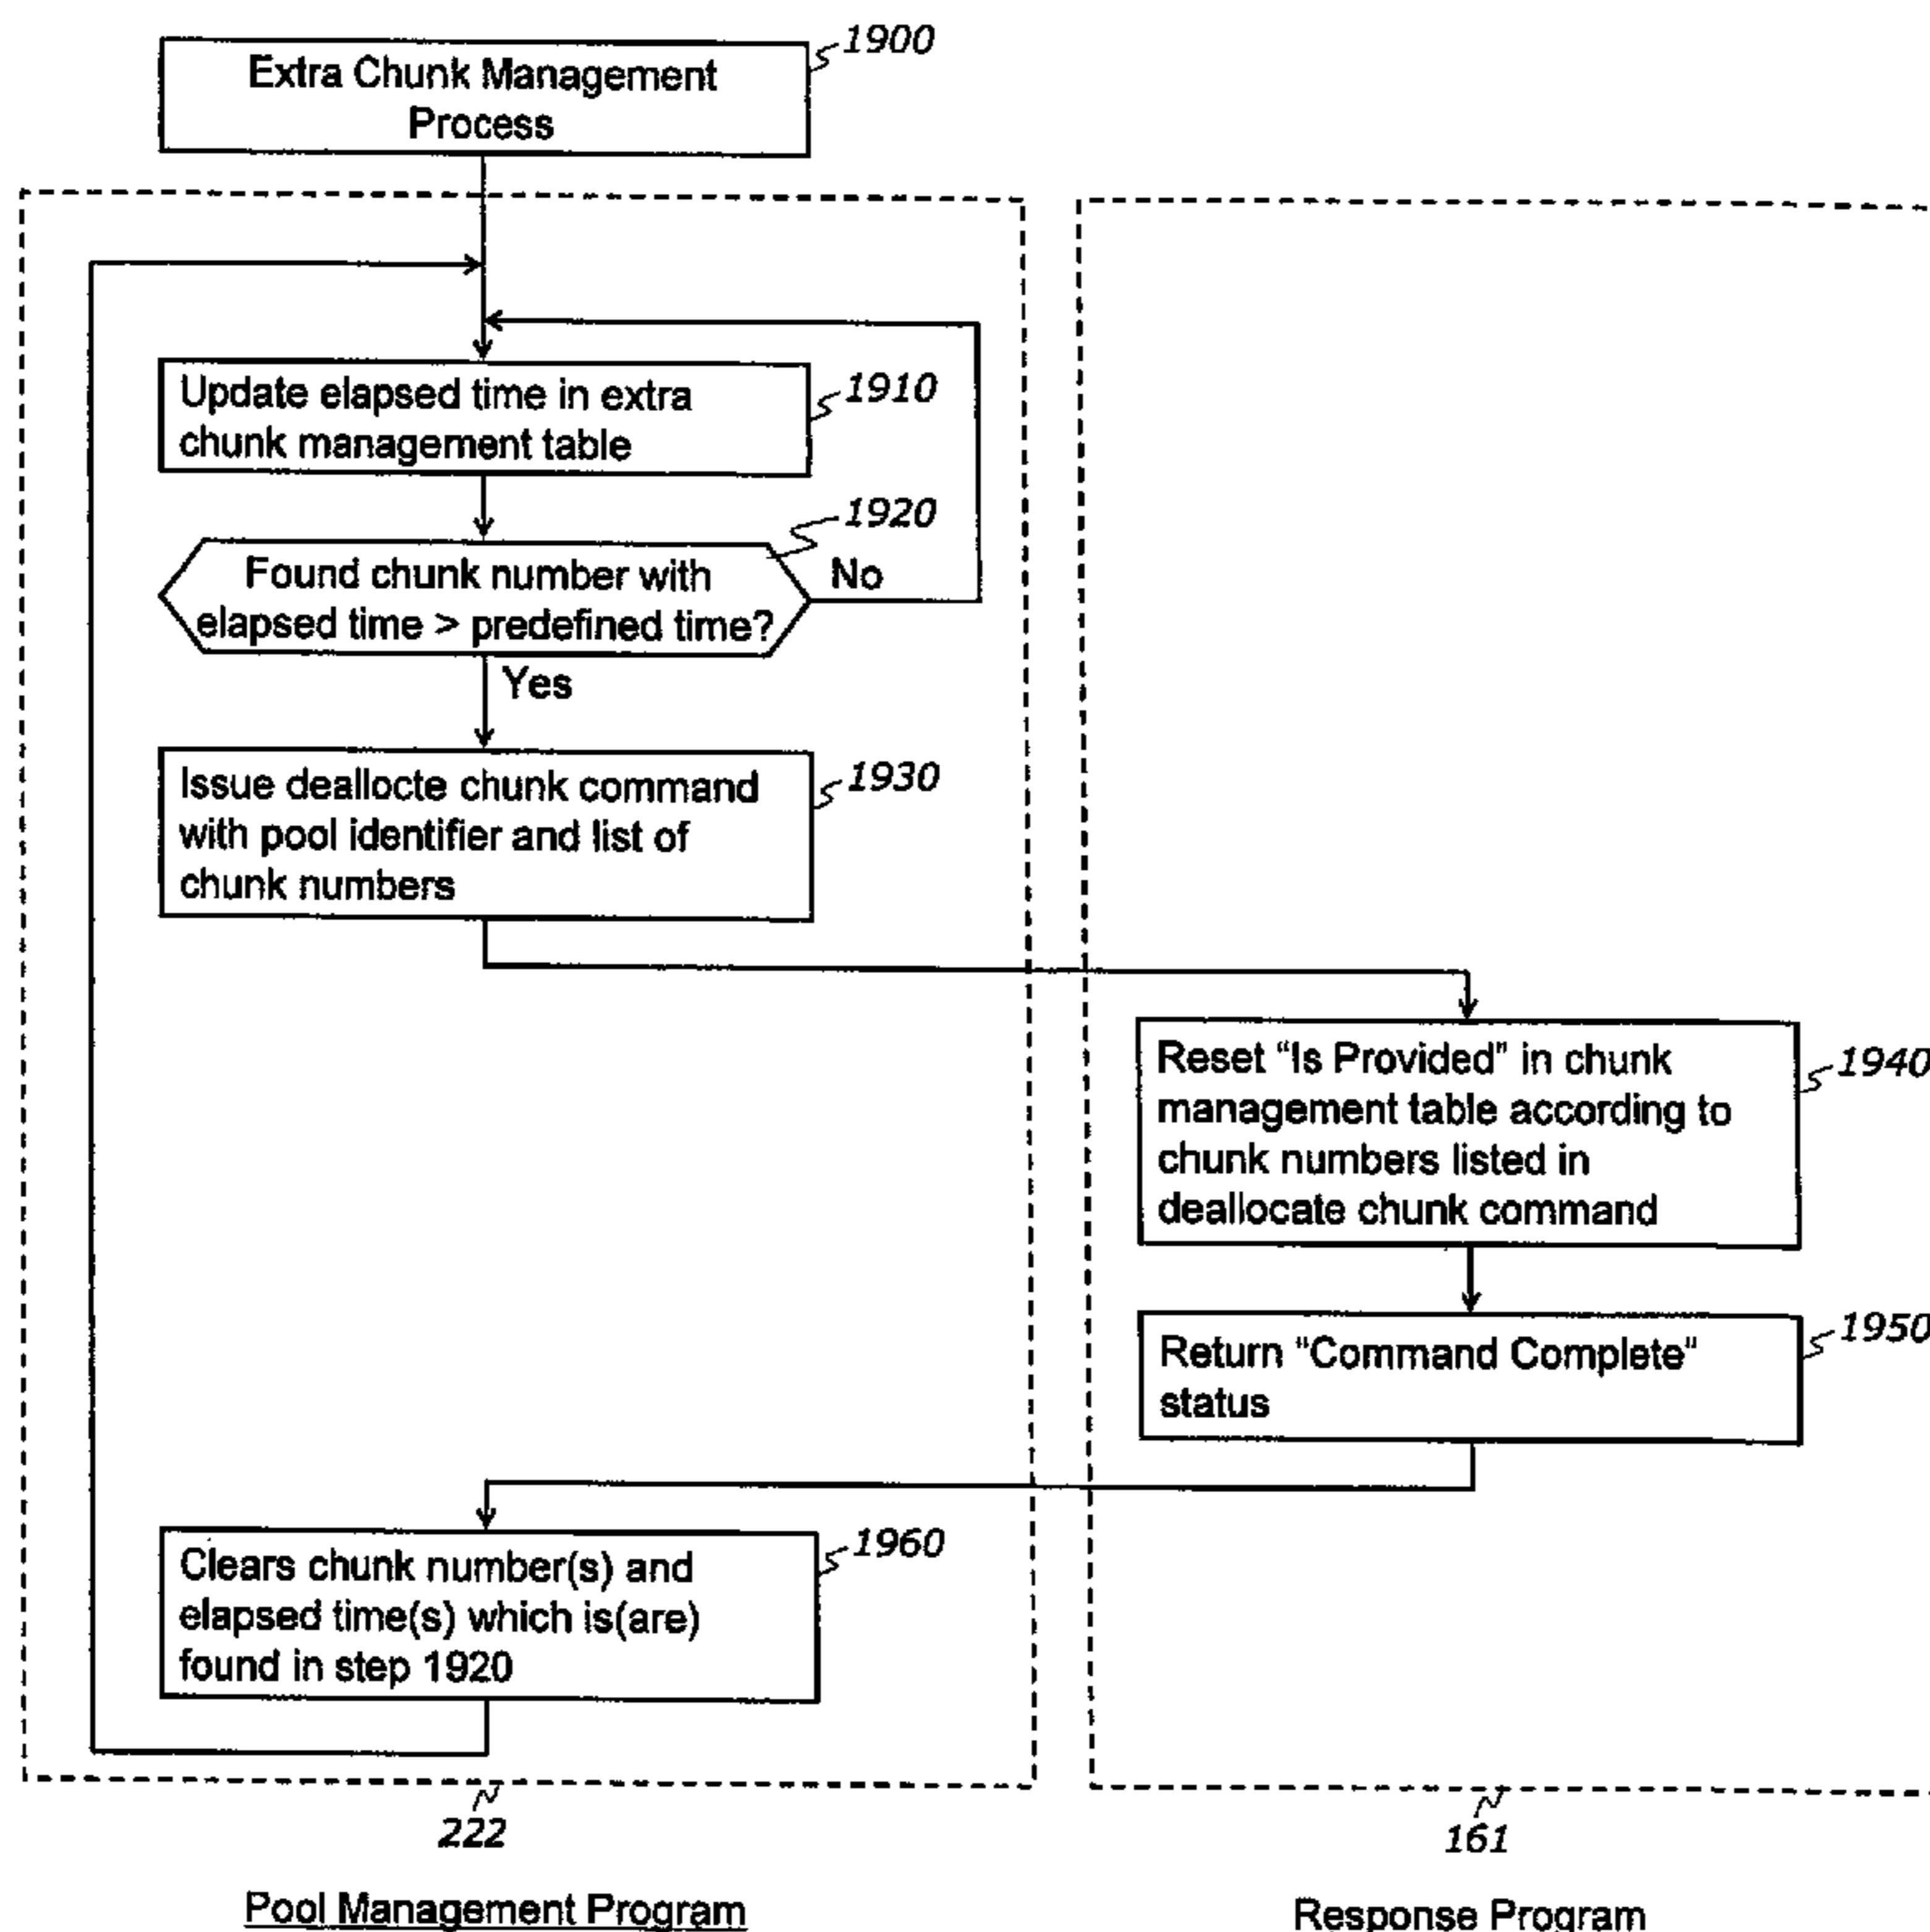 1900
Extra Chunk Management
Process
Update elapsed time in extra
chunk management table
1910
1920
Found chunk number with
elapsed time > predefined time?
No
Yes
Issue deallocte chunk command
with pool identifier and list of
chunk numbers
1930
Reset “Is Provided” in chunk
management table according to
chunk numbers listed in
deallocate chunk command
1940
Return “Command Complete“
status
1950
Clears chunk number(s) and
elapsed time(s) which is(are)
found in step 1920
1960
222
161
Pool Management Program
Response Program